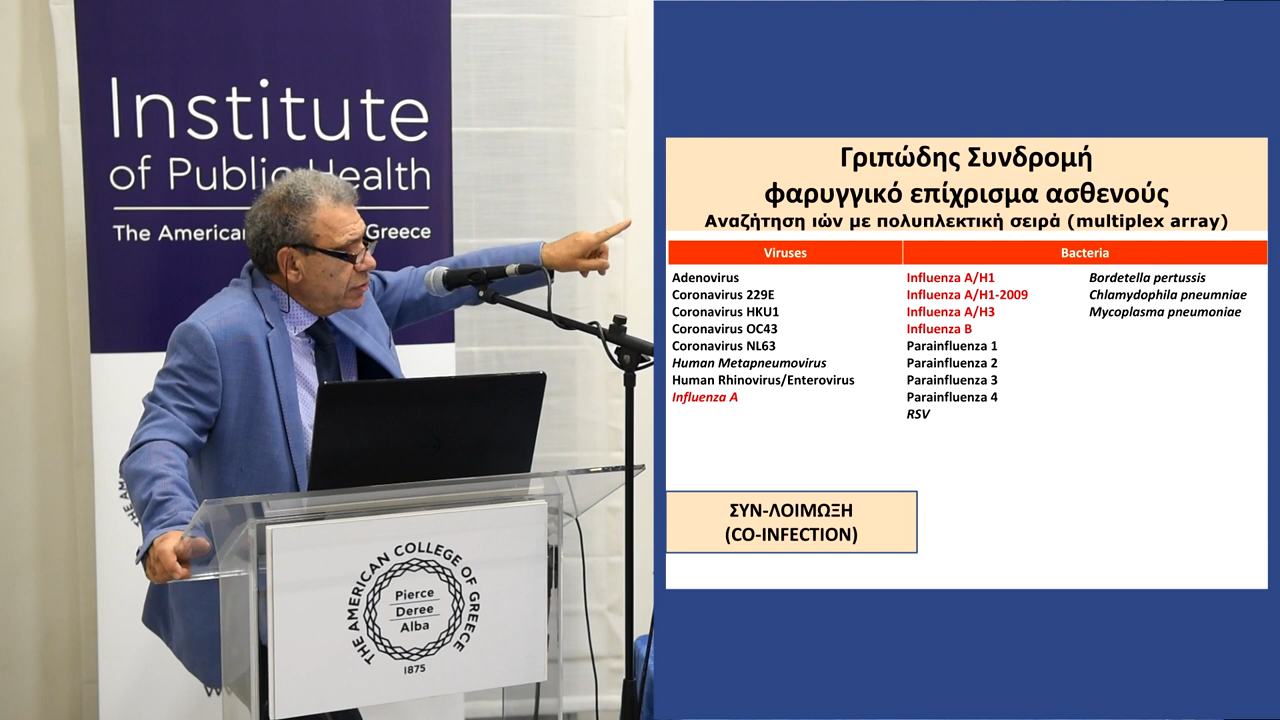 Institute
of Public Health
The American
Greece
THE AMERICAN COLLEGE OF GREECE
Pierce
Deree
Alba
1875
Γριπώδης Συνδρομή
φαρυγγικό επίχρισμα ασθενούς
Αναζήτηση ιών με πολυπλεκτική σειρά (multiplex array)
Viruses
Bacteria
Adenovirus
Coronavirus 229E
Coronavirus HKU1
Coronavirus OC43
Coronavirus NL63
Human Metapneumovirus
Human Rhinovirus/Enterovirus
Influenza A
Influenza A/H1
Influenza A/H1-2009
Influenza A/H3
Influenza B
Parainfluenza 1
Parainfluenza 2
Parainfluenza 3
Parainfluenza 4
RSV
Bordetella pertussis
Chlamydophila pneumniae
Mycoplasma pneumoniae
ΣΥΝ-ΛΟΙΜΩΞΗ
(CO-INFECTION)